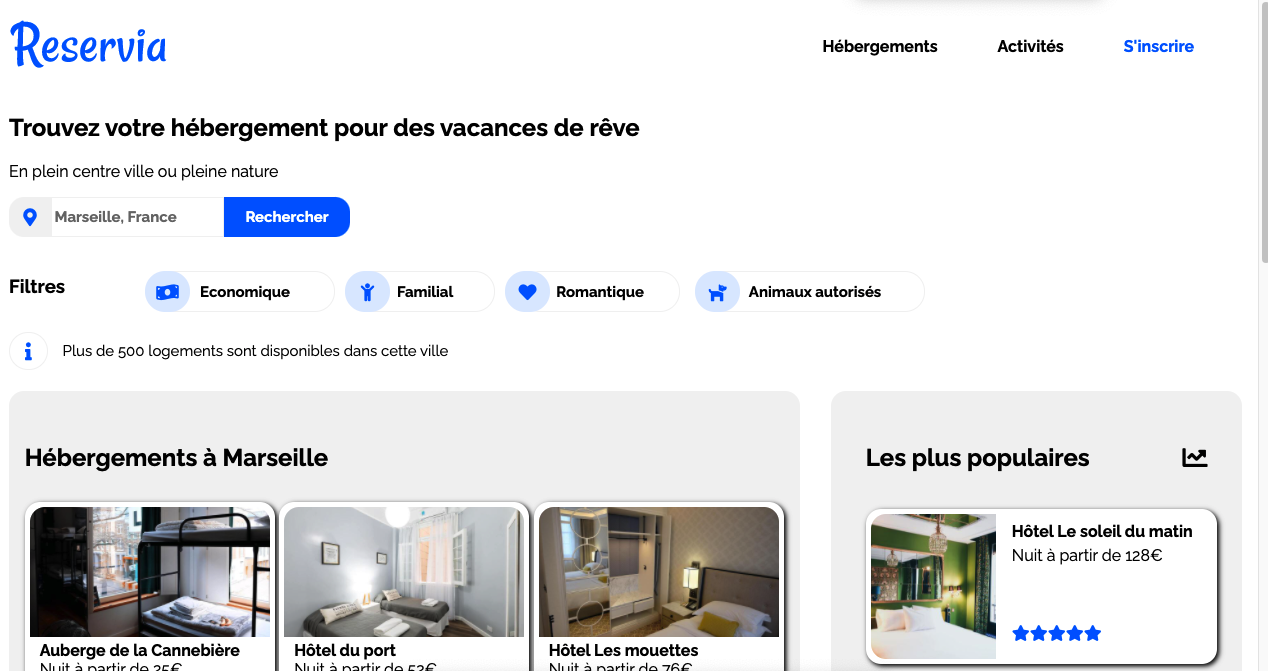 Reservia
Hébergements
Activités
S'inscrire
Trouvez votre hébergement pour des vacances de rêve
En plein centre ville ou pleine nature
Marseille, France
Rechercher
Filtres
Economique
Familial
Romantique
Animaux autorisés
Plus de 500 logements sont disponibles dans cette ville
Hébergements à Marseille
Auberge de la Cannebière
Nuit à partir de 25€
Hôtel du port
Nuit à partir de 52€
Hôtel Les mouettes
Nuit à partir de 76€
Les plus populaires
Hôtel Le soleil du matin
Nuit à partir de 128€